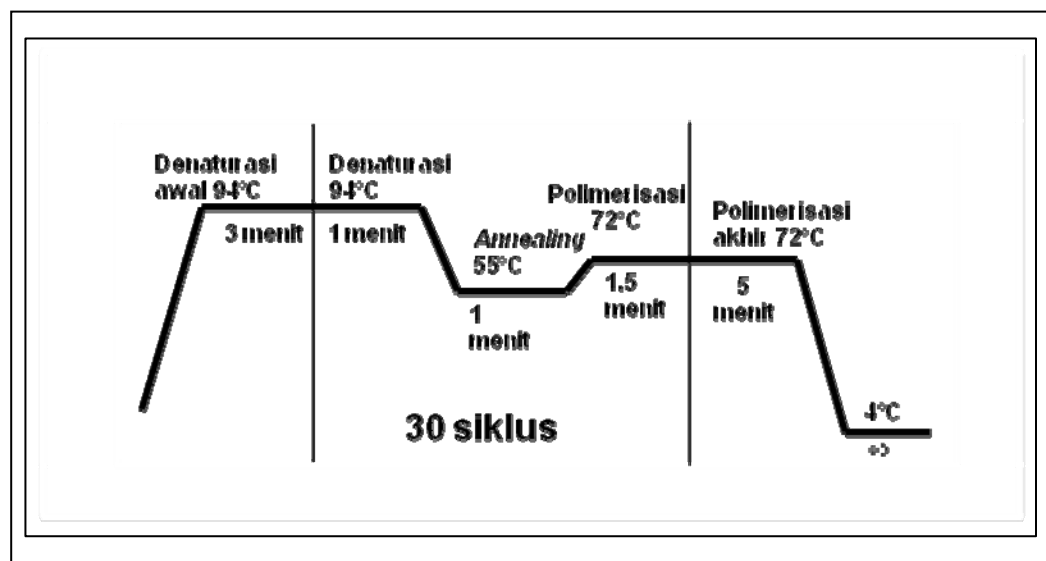 Denaturasi
awal 94°C
3 menit
Denaturasi
94°C
1 menit
Annealing
55°C
1
menit
Polimerisasi
72°C
1.5
menit
Polimerisasi
akhir 72°C
5
menit
30 siklus
4°C
∞